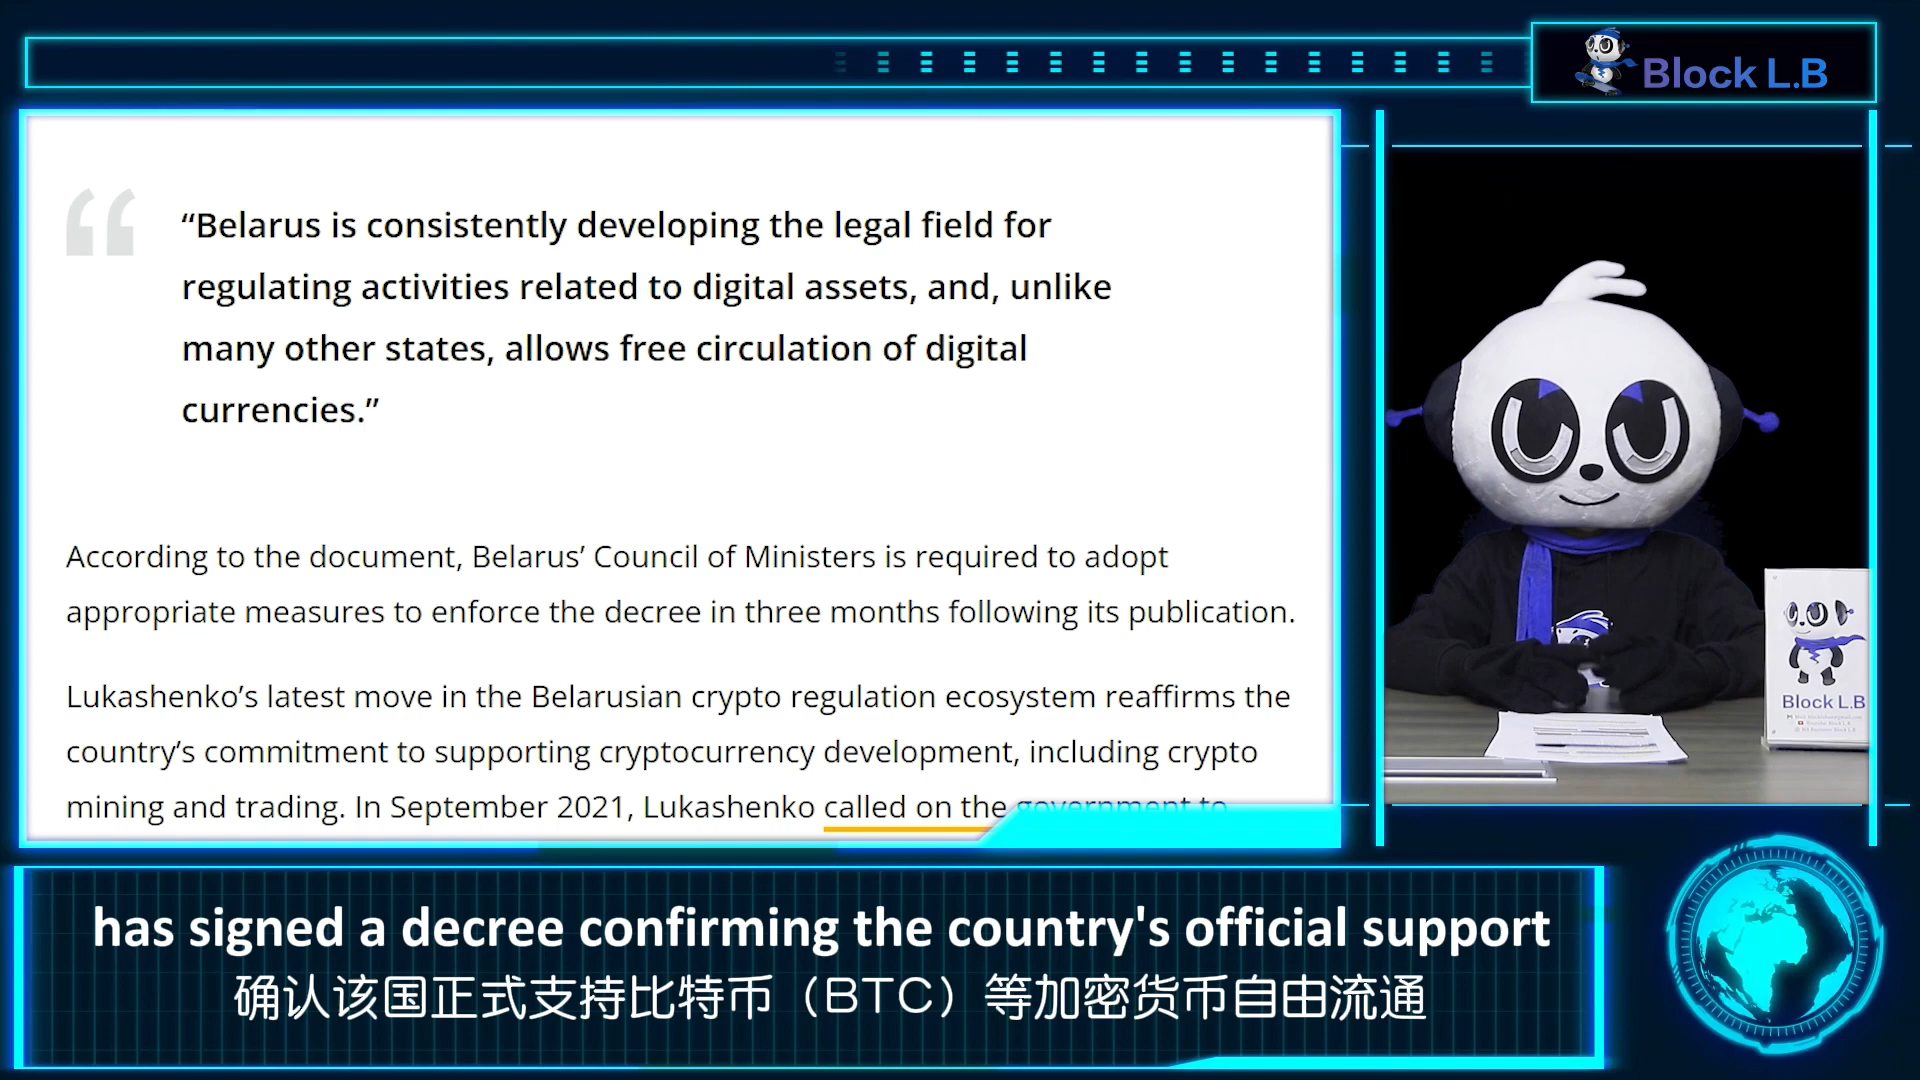 Block L.B
“Belarus is consistently developing the legal field for
regulating activities related to digital assets, and, unlike
many other states, allows free circulation of digital
currencies.”
According to the document, Belarus’ Council of Ministers is required to adopt
appropriate measures to enforce the decree in three months following its publication.
Lukashenko’s latest move in the Belarusian crypto regulation ecosystem reaffirms the
country’s commitment to supporting cryptocurrency development, including crypto
mining and trading. In September 2021, Lukashenko called on the government to
Block L.B
has signed a decree confirming the country's official support
确认该国正式支持比特币（BTC）等加密货币自由流通